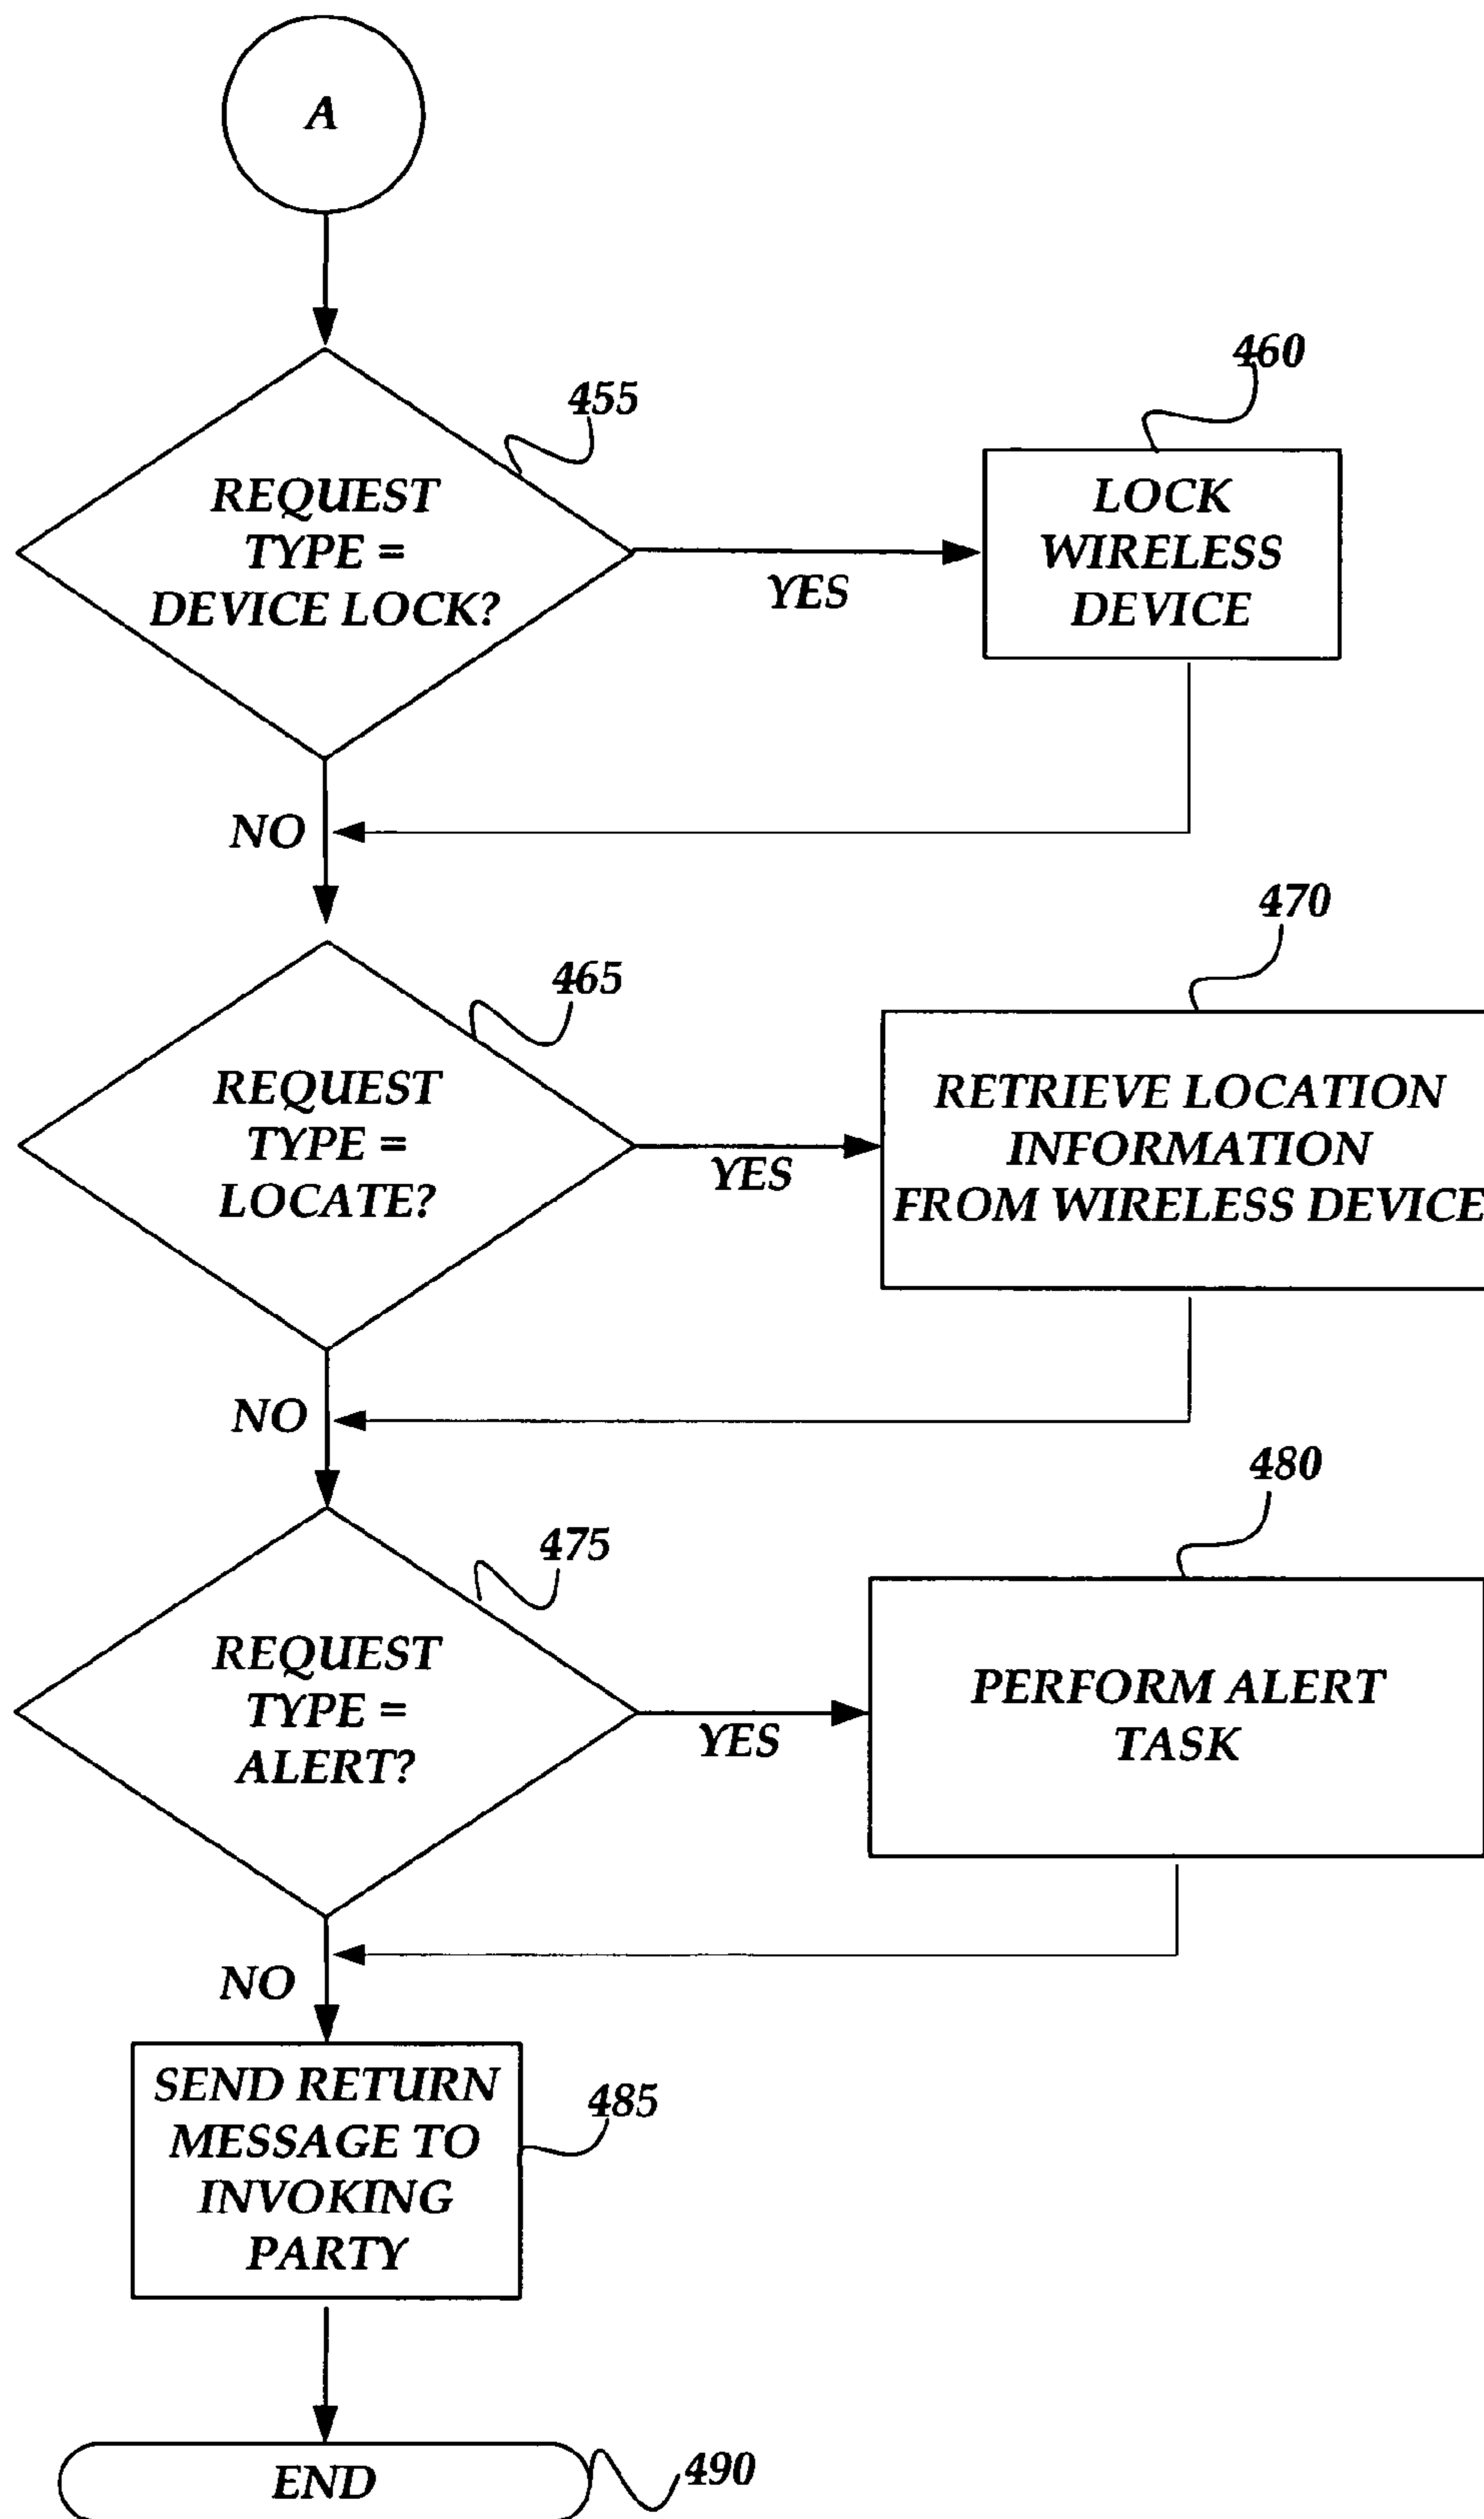 A
455
REQUEST
TYPE =
DEVICE LOCK?
YES
460
LOCK
WIRELESS
DEVICE
NO
465
REQUEST
TYPE =
LOCATE?
YES
470
RETRIEVE LOCATION
INFORMATION
FROM WIRELESS DEVICE
NO
475
REQUEST
TYPE =
ALERT?
YES
480
PERFORM ALERT
TASK
NO
SEND RETURN
MESSAGE TO
INVOKING
PARTY
485
END
490